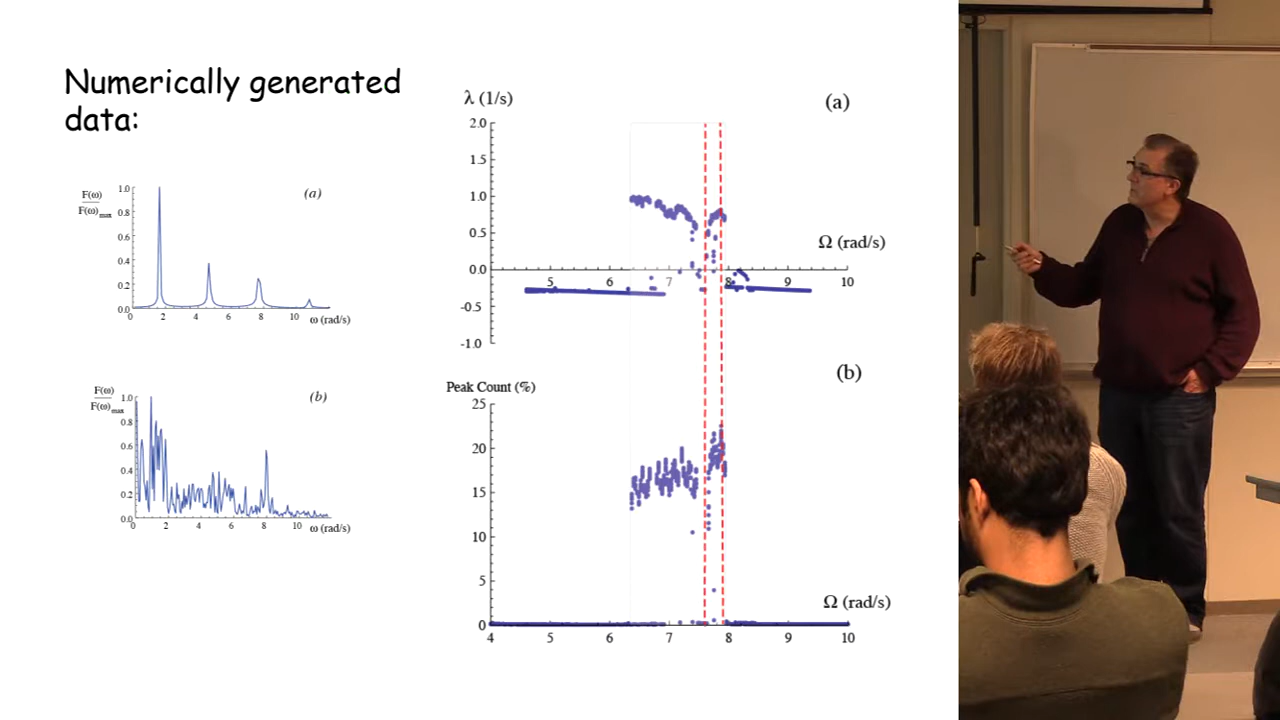 Numerically generated
data:
F(ω)
F(ω)max
1.0
0.8
0.6
0.4
0.2
0.0
0 2 4 6 8 10
ω (rad/s)
(a)
F(ω)
F(ω)max
1.0
0.8
0.6
0.4
0.2
0.0
0 2 4 6 8 10
ω (rad/s)
(b)
λ (1/s)
(a)
2.0
1.5
1.0
0.5
0.0
-0.5
-1.0
Ω (rad/s)
5 6 7 8 9 10
Peak Count (%)
(b)
25
20
15
10
5
0
Ω (rad/s)
4 5 6 7 8 9 10